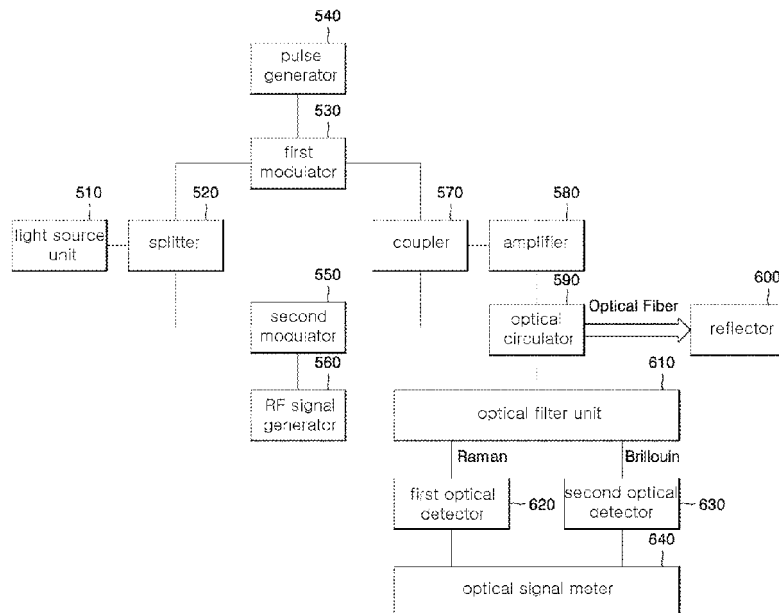 540
pulse
generator
530
first
modulator
510
light source
unit
520
splitter
570
coupler
580
amplifier
550
second
modulator
590
optical
circulator
Optical Fiber
600
reflector
560
RF signal
generator
610
optical filter unit
Raman
Brillouin
first optical
detector
620
second optical
detector
630
640
optical signal meter